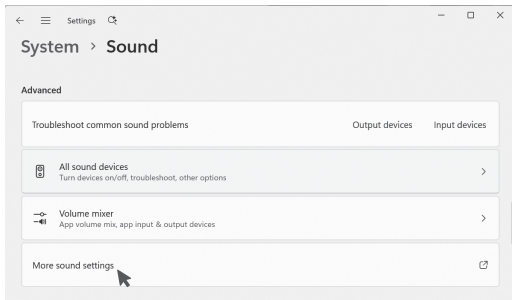 Settings
System > Sound
Advanced
Troubleshoot common sound problems Output devices Input devices
All sound devices
Turn devices on/off, troubleshoot, other options
Volume mixer
App volume mix, app input & output devices
More sound settings